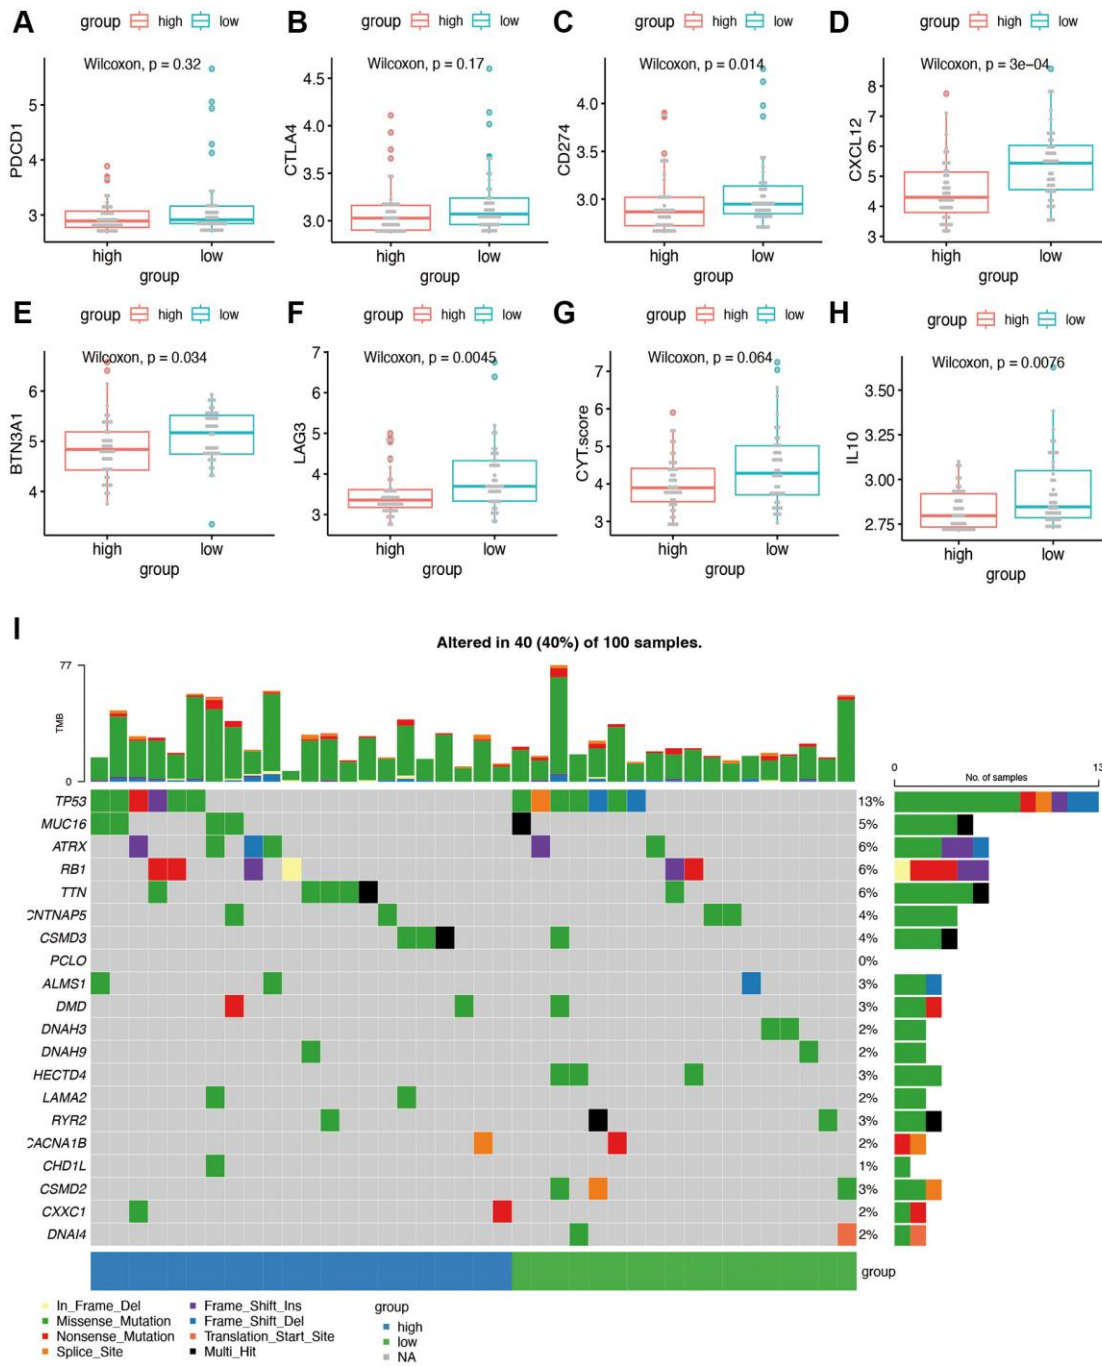 A group high low
B group high low
C group high low
D group high low
Wilcoxon, p = 0.32
Wilcoxon, p = 0.17
Wilcoxon, p = 0.014
Wilcoxon, p = 3e−04
PDCD1
5
4
3
high low
group
CTLA4
4.5
4.0
3.5
3.0
high low
group
CD274
4.0
3.5
3.0
high low
group
CXCL12
8
7
6
5
4
3
high low
group
E group high low
F group high low
G group high low
H group high low
Wilcoxon, p = 0.034
Wilcoxon, p = 0.0045
Wilcoxon, p = 0.064
Wilcoxon, p = 0.0076
BTN3A1
6
5
4
high low
group
LAG3
7
6
5
4
3
high low
group
CYT.score
7
6
5
4
3
high low
group
IL10
3.50
3.25
3.00
2.75
high low
group
I
Altered in 40 (40%) of 100 samples.
77
TMB
0
0 13
No. of samples
TP53 13%
MUC16 5%
ATRX 6%
RB1 6%
TTN 6%
CNTNAP5 4%
CSMD3 4%
PCLO 0%
ALMS1 3%
DMD 3%
DNAH3 2%
DNAH9 2%
HECTD4 3%
LAMA2 2%
RYR2 3%
CACNA1B 2%
CHD1L 1%
CSMD2 3%
CXXC1 2%
DNAI4 2%
group
In_Frame_Del
Missense_Mutation
Nonsense_Mutation
Splice_Site
Frame_Shift_Ins
Frame_Shift_Del
Translation_Start_Site
Multi_Hit
group
high
low
NA